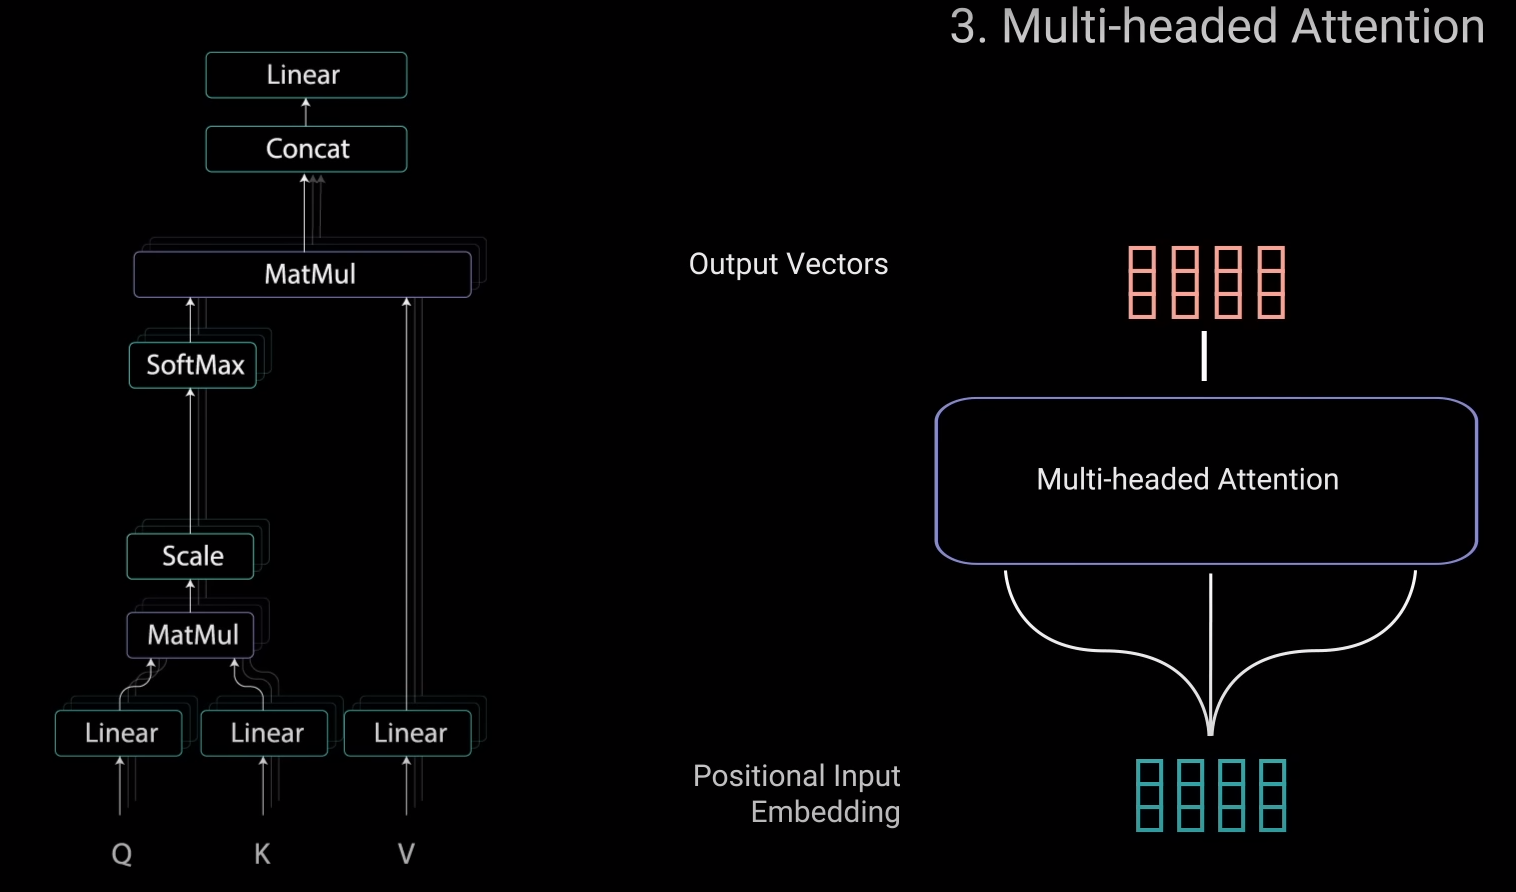 3. Multi-headed Attention
Linear
Concat
MatMul
SoftMax
Scale
MatMul
Linear
Linear
Linear
Q
K
V
Output Vectors
Multi-headed Attention
Positional Input
Embedding